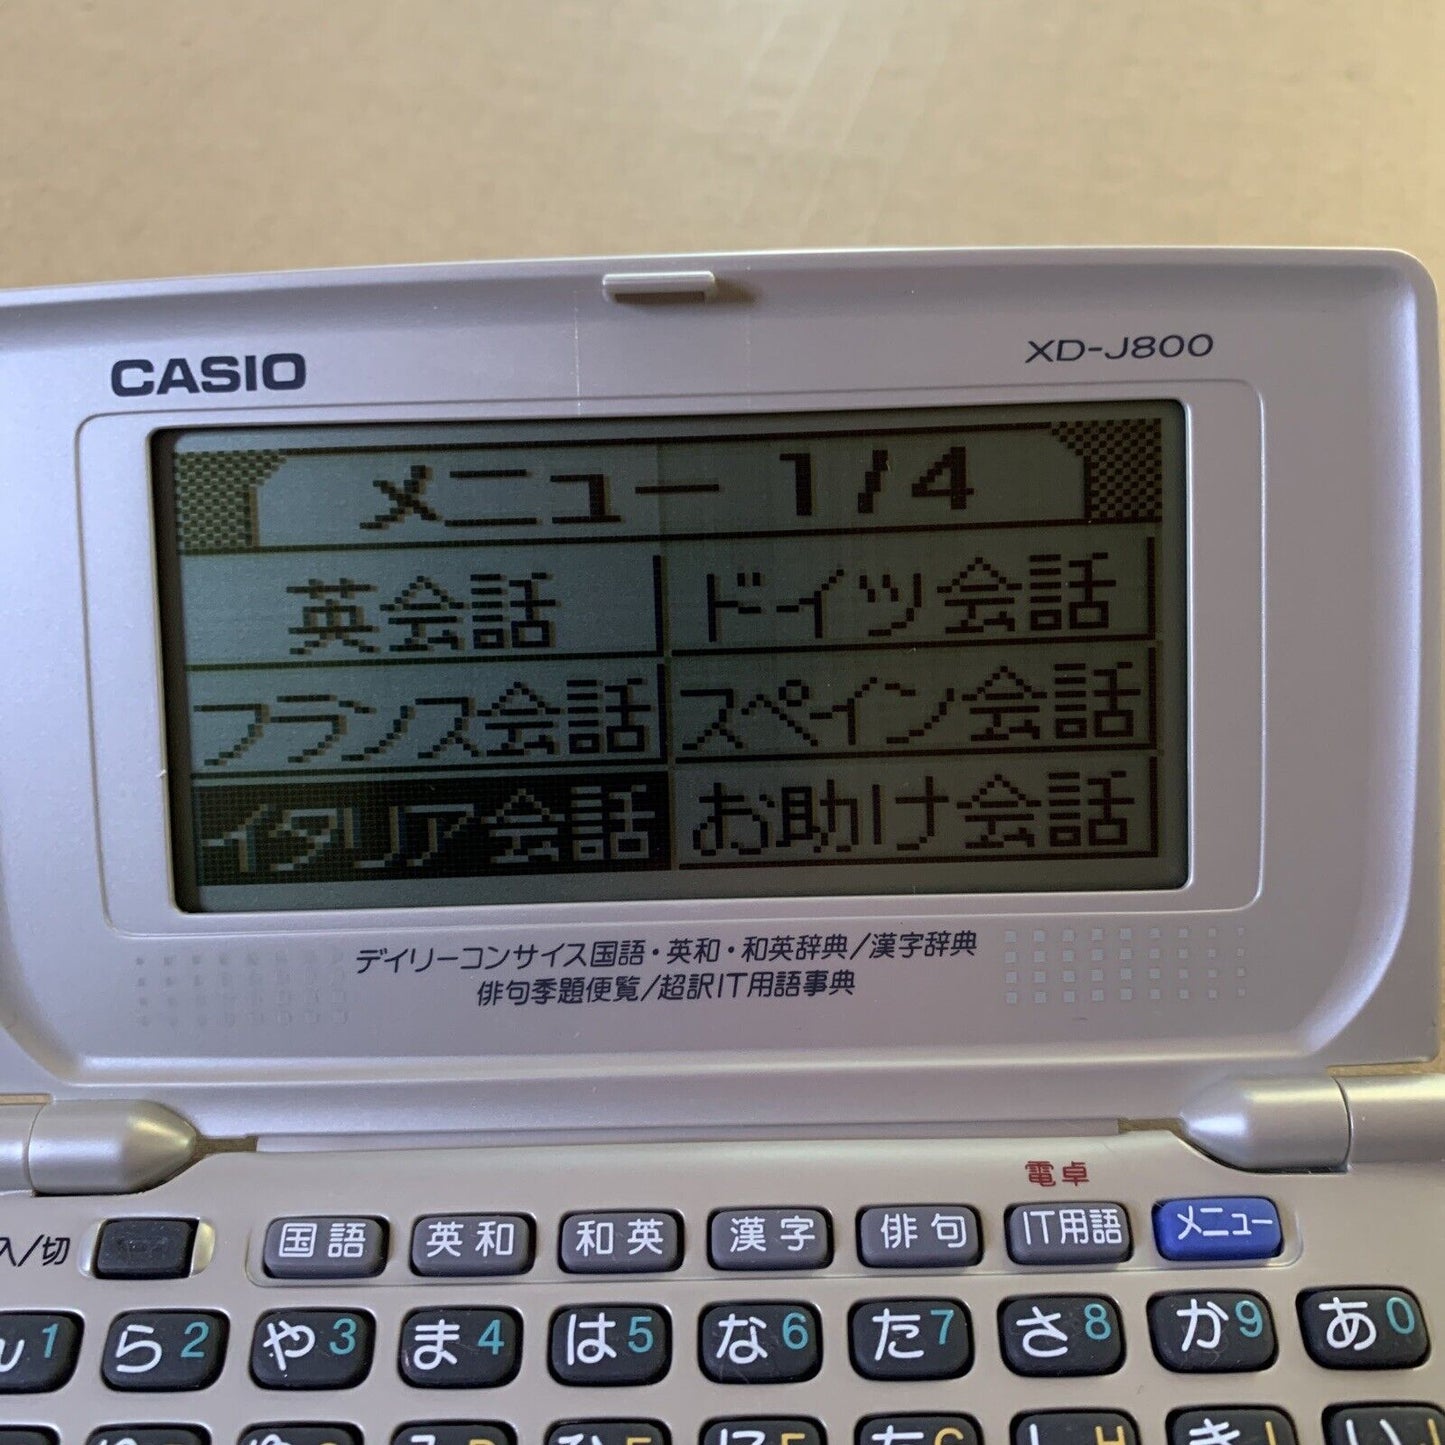 CASIO XD-J800
メニュー 1/4
英会話 ドイツ会話
フランス会話 スペイン会話
イタリア会話 お助け会話
デイリーコンサイス国語・英和・和英辞典/漢字辞典
俳句季題便覧/超訳IT用語事典
電卓
入/切 国語 英和 和英 漢字 俳句 IT用語 メニュー
1 ら2 や3 ま4 は5 な6 た7 さ8 か9 あ0